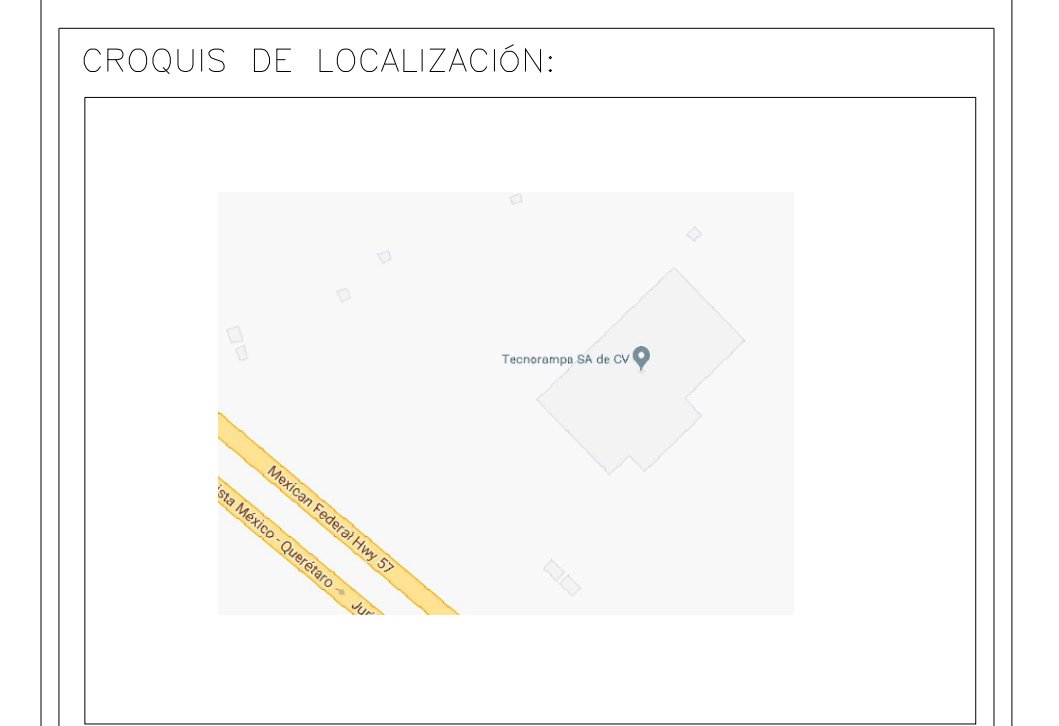 CROQUIS DE LOCALIZACIÓN:
Tecnorampa SA de CV
Mexican Federal Hwy 57
ista México - Querétaro